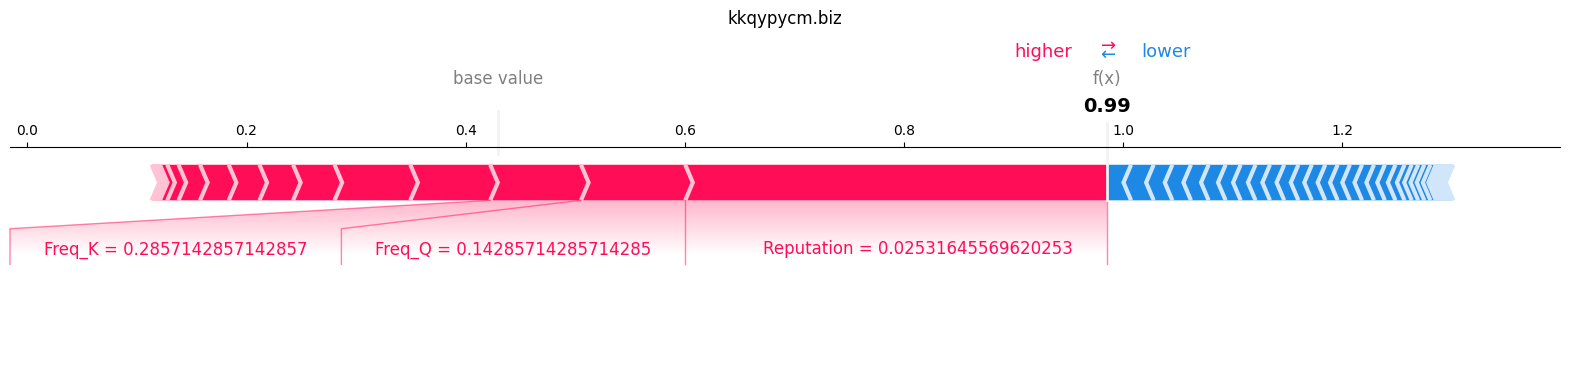 kkqypycm.biz
higher → ← lower
base value
f(x)
0.99
0.0 0.2 0.4 0.6 0.8 1.0 1.2
Freq_K = 0.2857142857142857 Freq_Q = 0.14285714285714285 Reputation = 0.02531645569620253